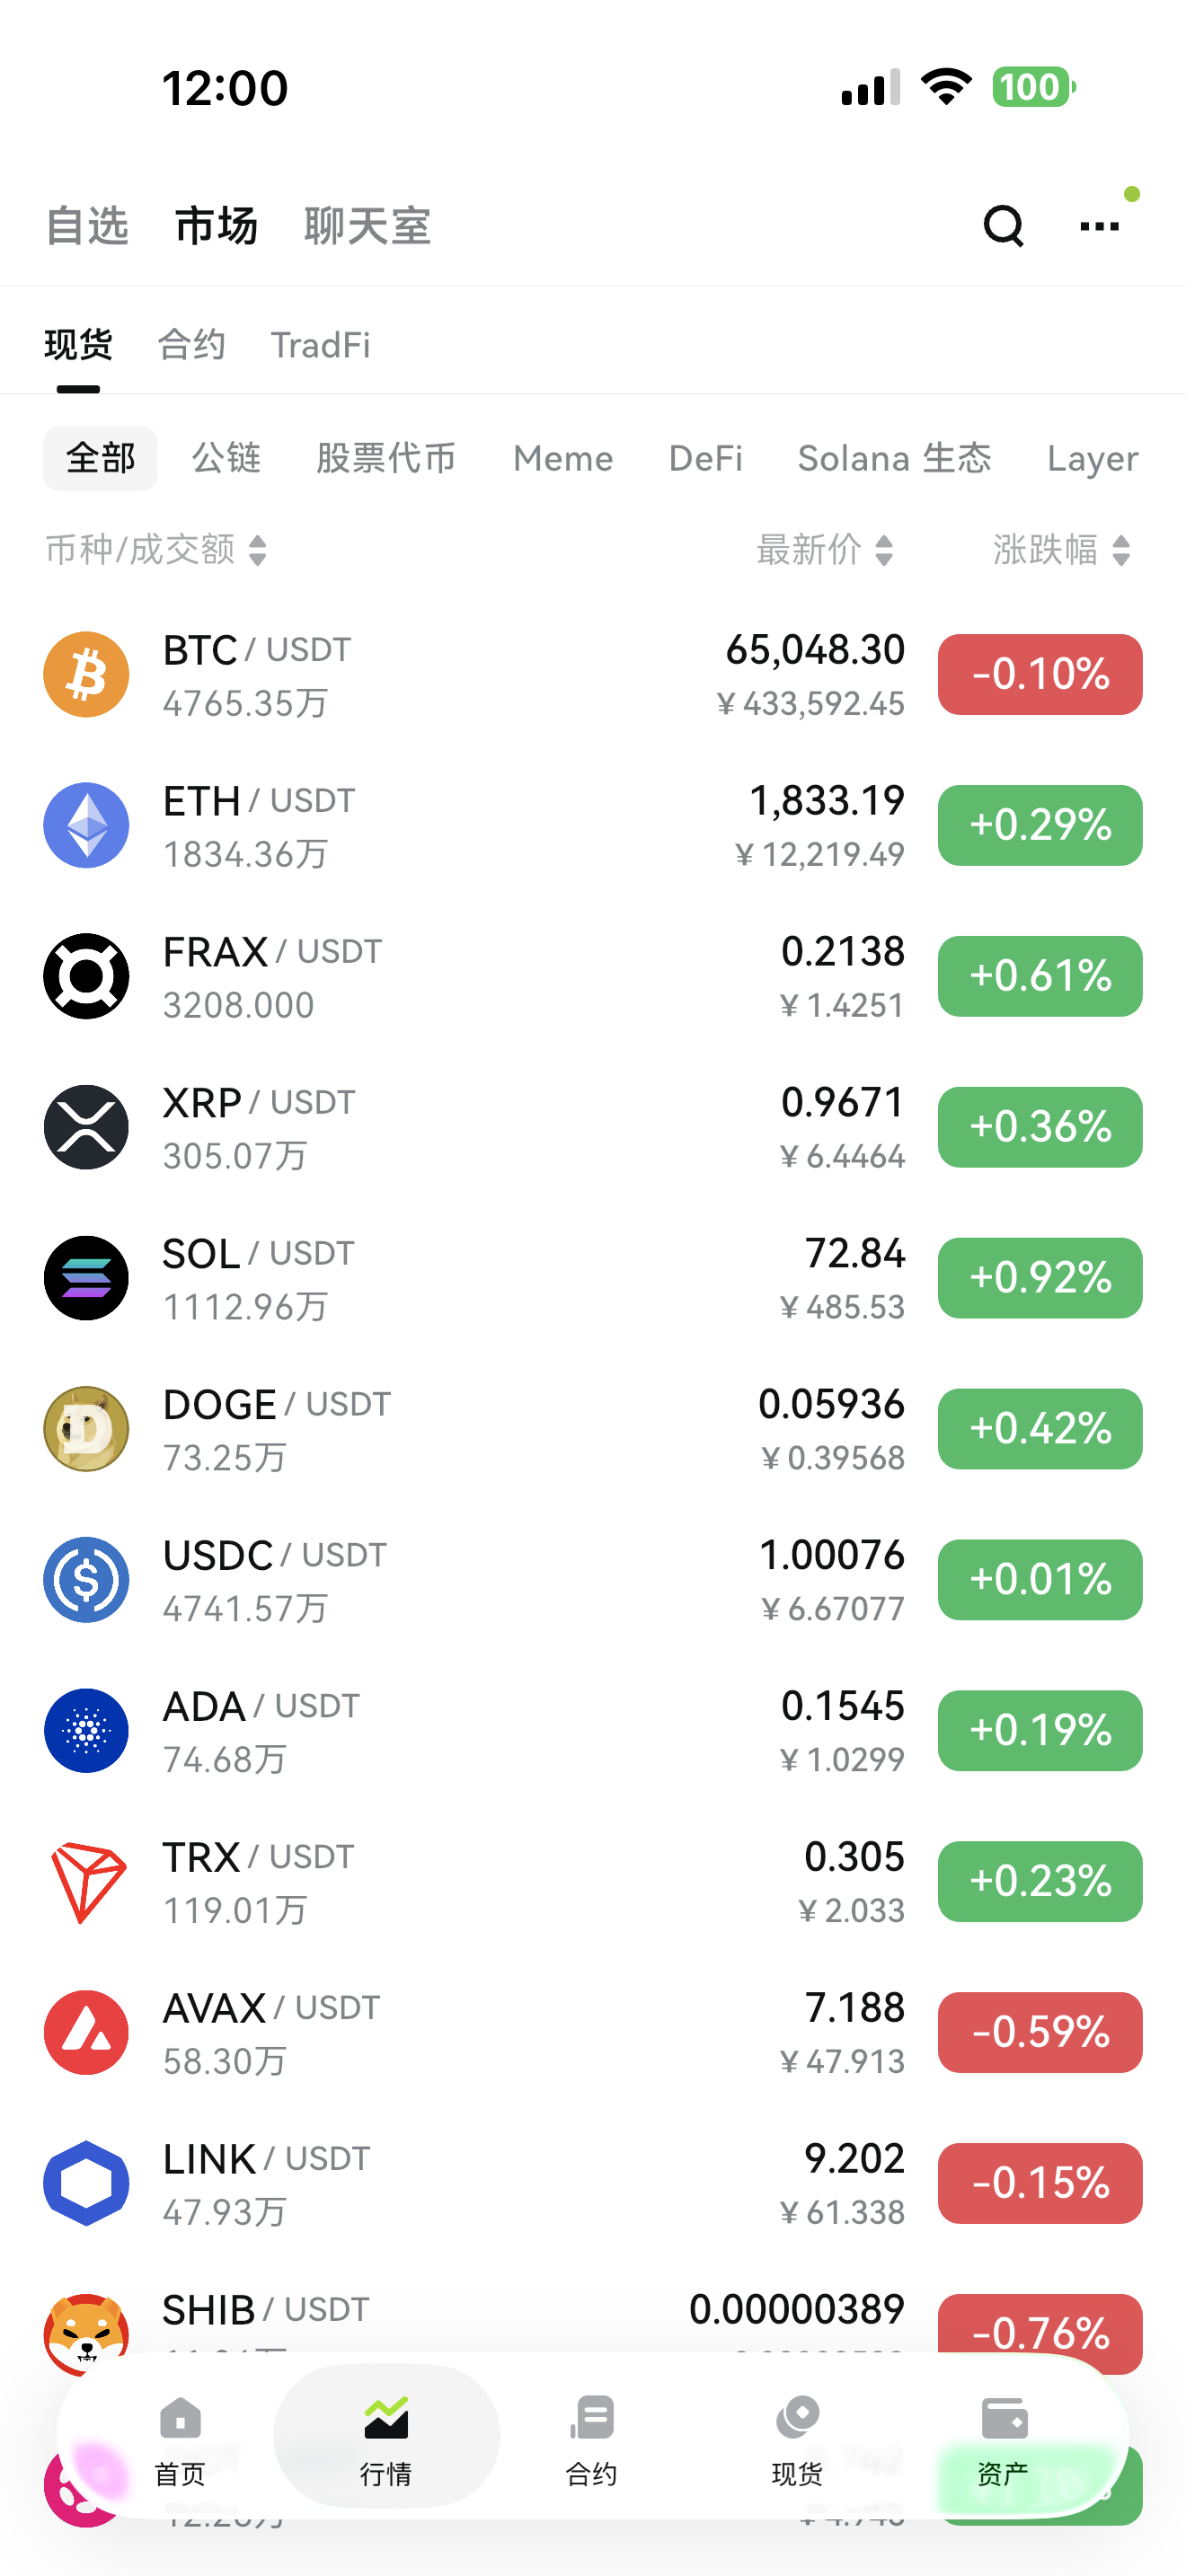 12:00 100
自选 市场 聊天室
现货 合约 TradFi
全部 公链 股票代币 Meme DeFi Solana 生态 Layer
币种/成交额 最新价 涨跌幅
BTC / USDT 65,048.30 -0.10%
4765.35万 ¥ 433,592.45
ETH / USDT 1,833.19 +0.29%
1834.36万 ¥ 12,219.49
FRAX / USDT 0.2138 +0.61%
3208.000 ¥ 1.4251
XRP / USDT 0.9671 +0.36%
305.07万 ¥ 6.4464
SOL / USDT 72.84 +0.92%
1112.96万 ¥ 485.53
DOGE / USDT 0.05936 +0.42%
73.25万 ¥ 0.39568
USDC / USDT 1.00076 +0.01%
4741.57万 ¥ 6.67077
ADA / USDT 0.1545 +0.19%
74.68万 ¥ 1.0299
TRX / USDT 0.305 +0.23%
119.01万 ¥ 2.033
AVAX / USDT 7.188 -0.59%
58.30万 ¥ 47.913
LINK / USDT 9.202 -0.15%
47.93万 ¥ 61.338
SHIB / USDT 0.00000389 -0.76%
首页 行情 合约 现货 资产